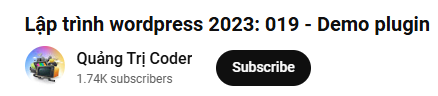 Lập trình wordpress 2023: 019 - Demo plugin
Quảng Trị Coder
1.74K subscribers
Subscribe